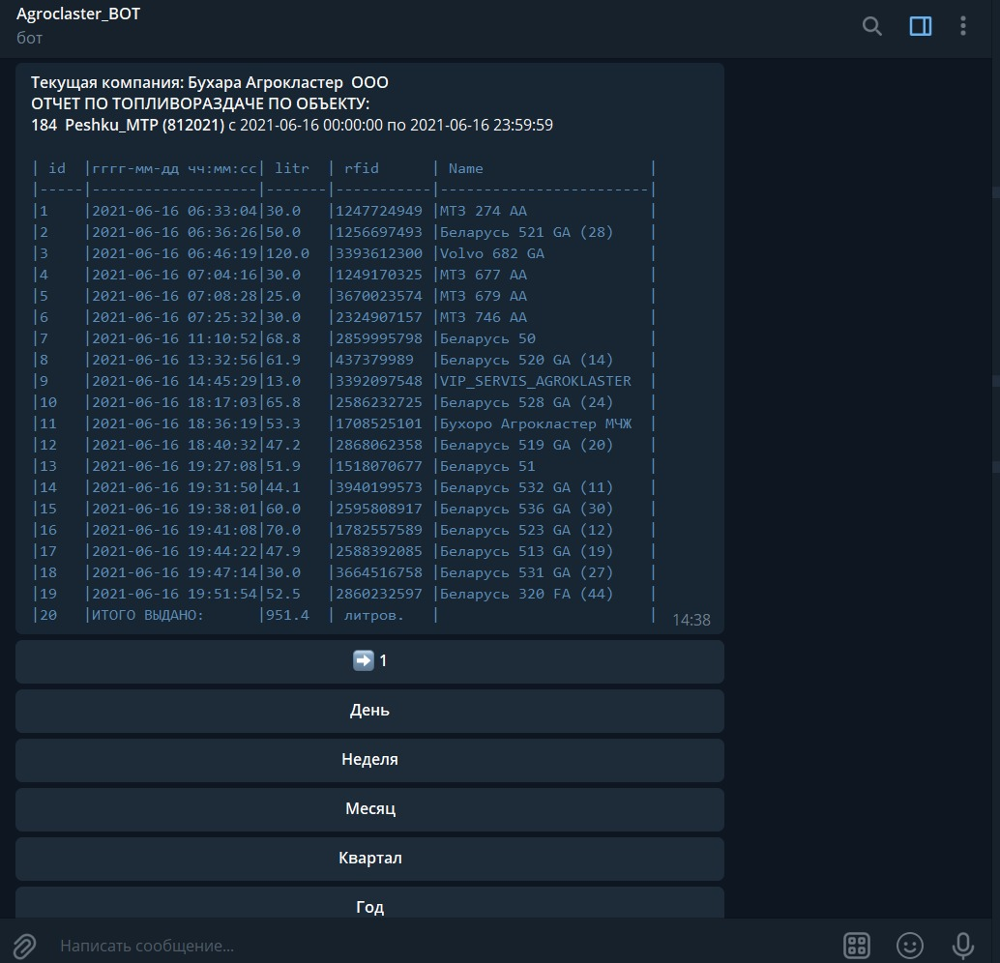 Agroclaster_BOT
бот
Текущая компания: Бухара Агрокластер  ООО
ОТЧЕТ ПО ТОПЛИВОРАЗДАЧЕ ПО ОБЪЕКТУ:
184  Peshku_MTP (812021) с 2021-06-16 00:00:00 по 2021-06-16 23:59:59
| id  |гггг-мм-дд чч:мм:сс| litr  | rfid      | Name                   |
|-----|-------------------|-------|-----------|------------------------|
|1    |2021-06-16 06:33:04|30.0   |1247724949 |МТЗ 274 АА              |
|2    |2021-06-16 06:36:26|50.0   |1256697493 |Беларусь 521 GA (28)    |
|3    |2021-06-16 06:46:19|120.0  |3393612300 |Volvo 682 GA            |
|4    |2021-06-16 07:04:16|30.0   |1249170325 |МТЗ 677 АА              |
|5    |2021-06-16 07:08:28|25.0   |3670023574 |МТЗ 679 АА              |
|6    |2021-06-16 07:25:32|30.0   |2324907157 |МТЗ 746 АА              |
|7    |2021-06-16 11:10:52|68.8   |2859995798 |Беларусь 50             |
|8    |2021-06-16 13:32:56|61.9   |437379989  |Беларусь 520 GA (14)    |
|9    |2021-06-16 14:45:29|13.0   |3392097548 |VIP_SERVIS_AGROKLASTER  |
|10   |2021-06-16 18:17:03|65.8   |2586232725 |Беларусь 528 GA (24)    |
|11   |2021-06-16 18:36:19|53.3   |1708525101 |Бухоро Агрокластер МЧЖ  |
|12   |2021-06-16 18:40:32|47.2   |2868062358 |Беларусь 519 GA (20)    |
|13   |2021-06-16 19:27:08|51.9   |1518070677 |Беларусь 51             |
|14   |2021-06-16 19:31:50|44.1   |3940199573 |Беларусь 532 GA (11)    |
|15   |2021-06-16 19:38:01|60.0   |2595808917 |Беларусь 536 GA (30)    |
|16   |2021-06-16 19:41:08|70.0   |1782557589 |Беларусь 523 GA (12)    |
|17   |2021-06-16 19:44:22|47.9   |2588392085 |Беларусь 513 GA (19)    |
|18   |2021-06-16 19:47:14|30.0   |3664516758 |Беларусь 531 GA (27)    |
|19   |2021-06-16 19:51:54|52.5   |2860232597 |Беларусь 320 FA (44)    |
|20   |ИТОГО ВЫДАНО:      |951.4  | литров.   |                        |
14:38
➡️ 1
День
Неделя
Месяц
Квартал
Год
Написать сообщение...